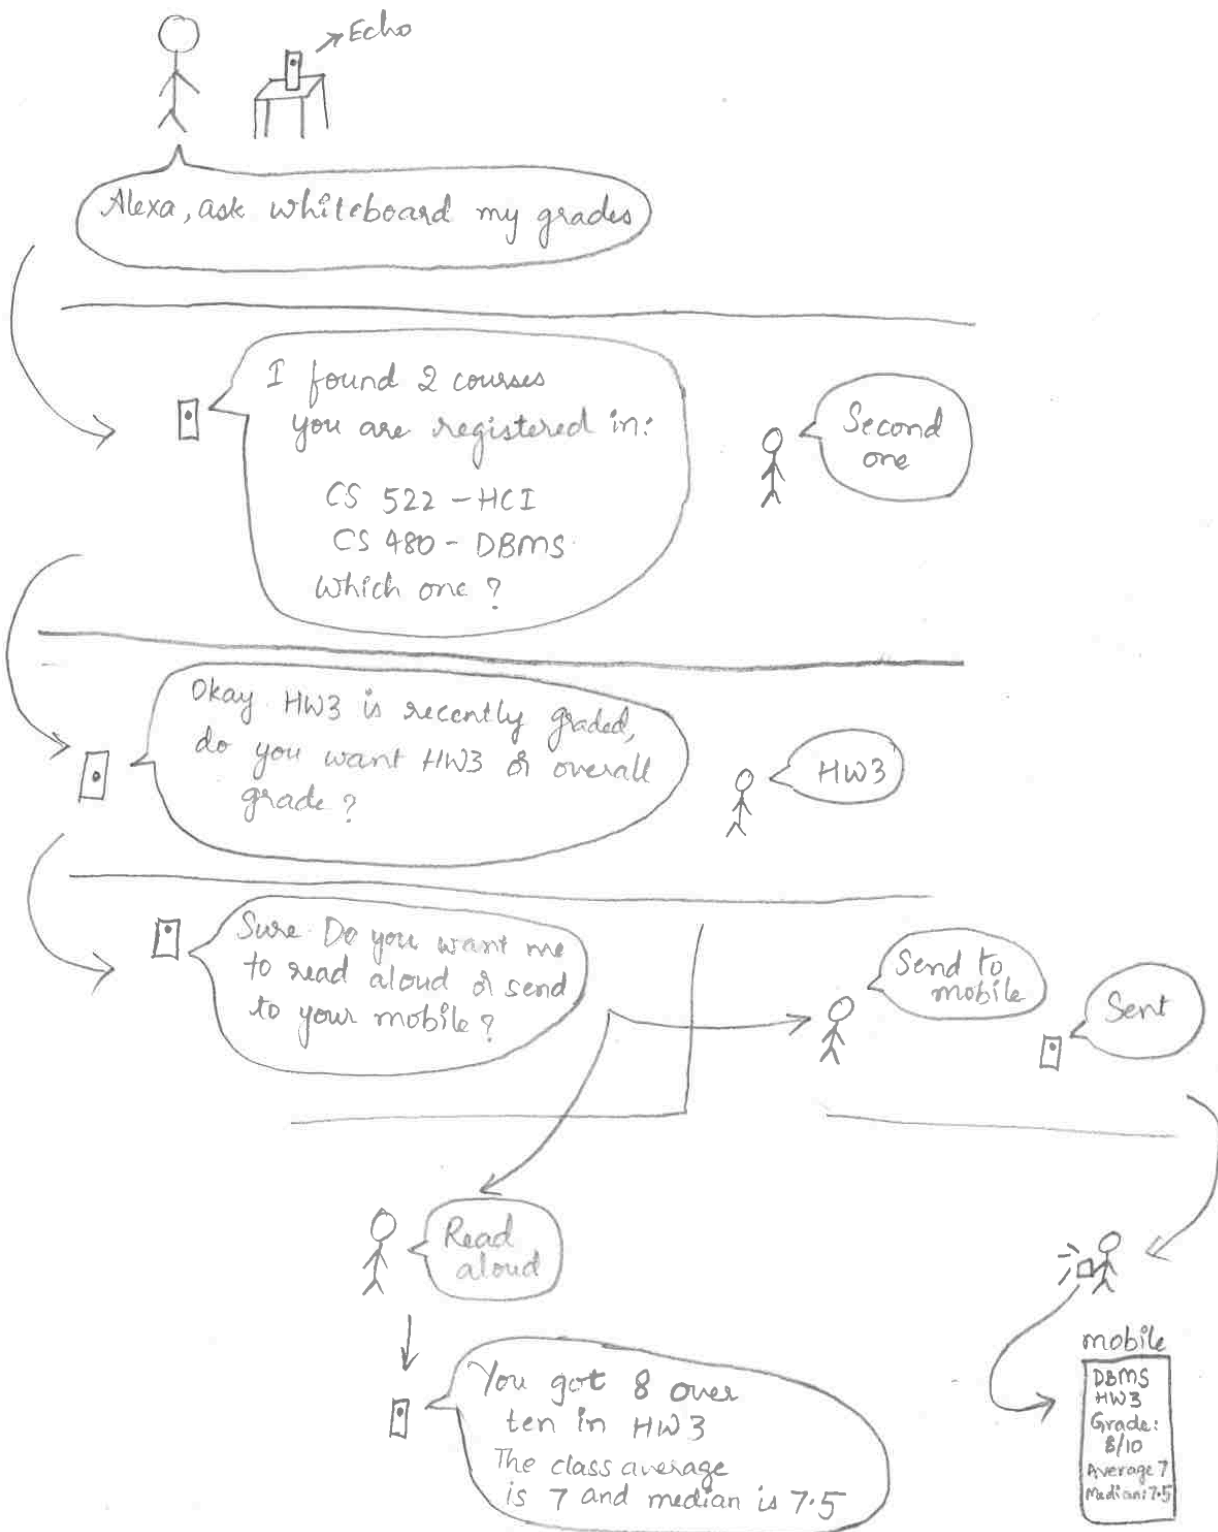 Echo
Alexa, ask whiteboard my grades
I found 2 courses
you are registered in:
CS 522 - HCI
CS 480 - DBMS
Which one ?
Second
one
Okay. HW3 is recently graded,
do you want HW3 or overall
grade ?
HW3
Sure. Do you want me
to read aloud or send
to your mobile ?
Send to
mobile
Sent
Read
aloud
You got 8 over
ten in HW3
The class average
is 7 and median is 7.5
mobile
DBMS
HW3
Grade:
8/10
Average 7
Median: 7.5